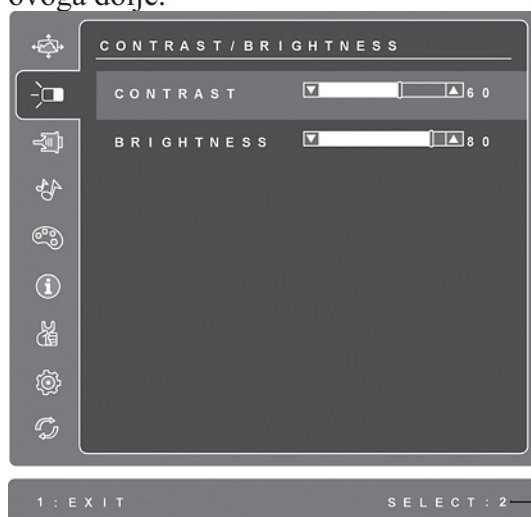 ovoga dolje.
CONTRAST/BRIGHTNESS
CONTRAST 60
BRIGHTNESS 80
1:EXIT SELECT:2